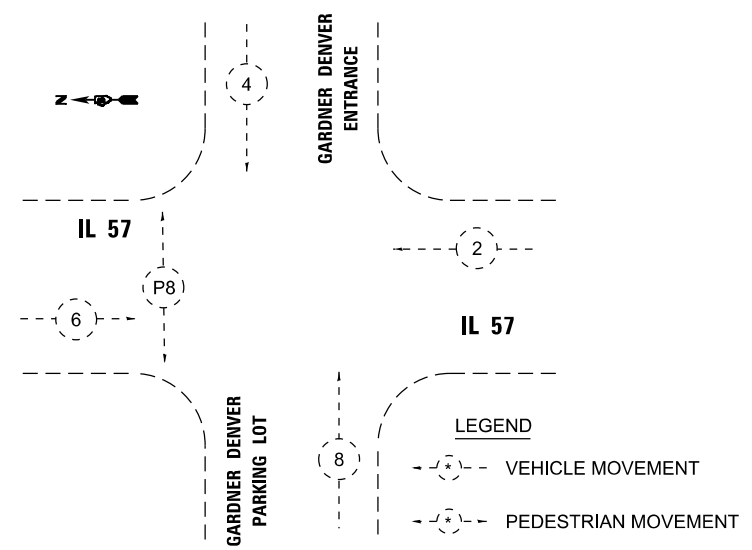 4
GARDNER DENVER
ENTRANCE
N
IL 57
2
P8
6
IL 57
GARDNER DENVER
PARKING LOT
8
LEGEND
* VEHICLE MOVEMENT
* PEDESTRIAN MOVEMENT